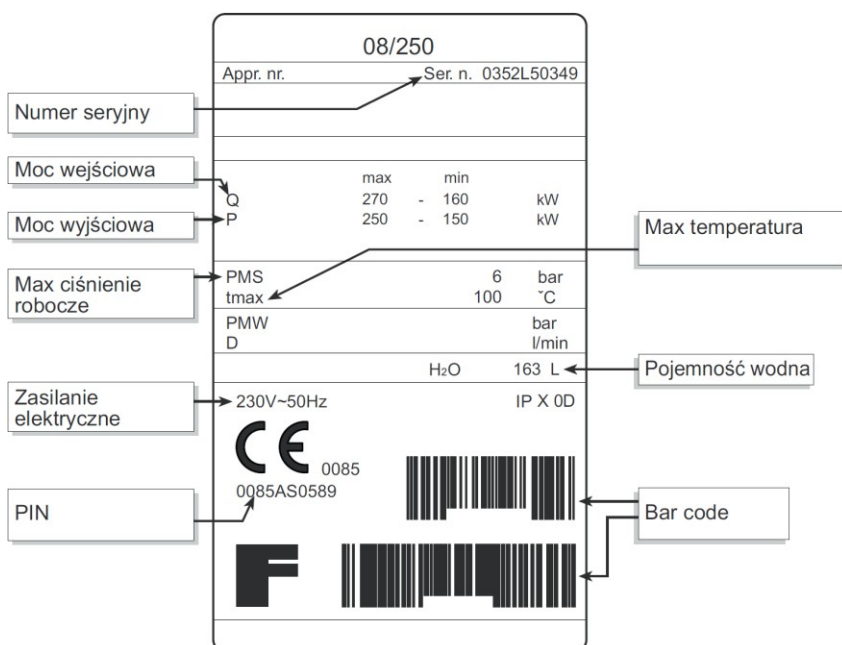 08/250
Appr. nr. Ser. n. 0352L50349
Numer seryjny
Moc wejściowa
max min
Q 270 - 160 kW
Moc wyjściowa
P 250 - 150 kW
Max temperatura
Max ciśnienie
robocze
PMS 6 bar
tmax 100 ˇC
PMW bar
D l/min
H₂O 163 L
Pojemność wodna
Zasilanie
elektryczne
230V~50Hz IP X 0D
CE 0085
0085AS0589
PIN
Bar code
F